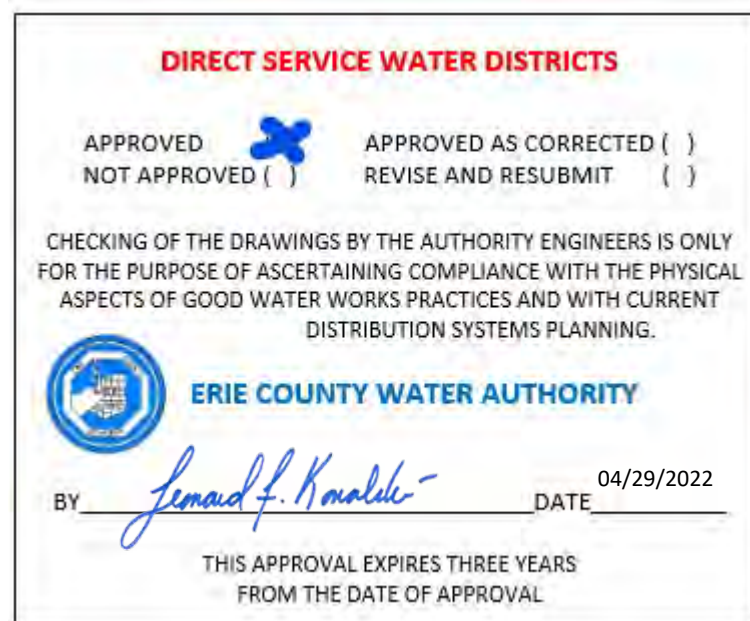 DIRECT SERVICE WATER DISTRICTS
APPROVED APPROVED AS CORRECTED ( )
NOT APPROVED ( ) REVISE AND RESUBMIT ( )
CHECKING OF THE DRAWINGS BY THE AUTHORITY ENGINEERS IS ONLY
FOR THE PURPOSE OF ASCERTAINING COMPLIANCE WITH THE PHYSICAL
ASPECTS OF GOOD WATER WORKS PRACTICES AND WITH CURRENT
DISTRIBUTION SYSTEMS PLANNING.
ERIE COUNTY WATER AUTHORITY
BY DATE 04/29/2022
THIS APPROVAL EXPIRES THREE YEARS
FROM THE DATE OF APPROVAL